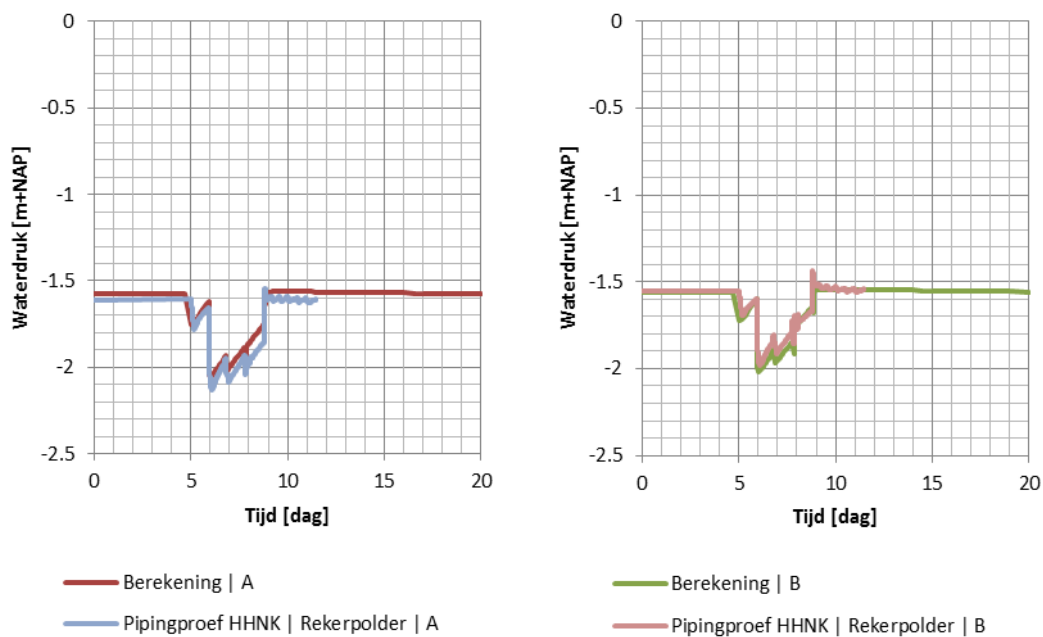 0
-0.5
-1
-1.5
-2
-2.5
Waterdruk [m+NAP]
0 5 10 15 20
Tijd [dag]
Berekening | A
Pipingproef HHNK | Rekerpolder | A
0
-0.5
-1
-1.5
-2
-2.5
Waterdruk [m+NAP]
0 5 10 15 20
Tijd [dag]
Berekening | B
Pipingproef HHNK | Rekerpolder | B